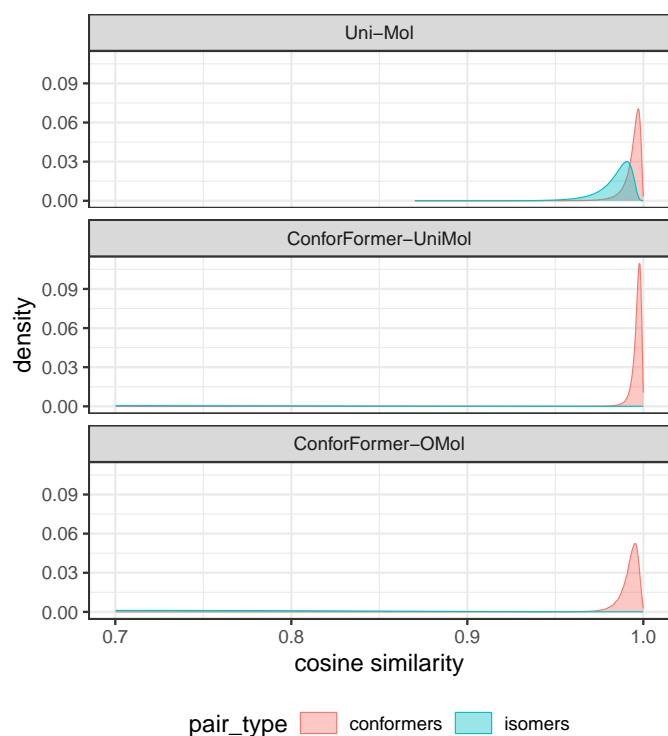 Uni−Mol
0.09
0.06
0.03
0.00
ConforFormer−UniMol
0.09
0.06
0.03
0.00
density
ConforFormer−OMol
0.09
0.06
0.03
0.00
0.7 0.8 0.9 1.0
cosine similarity
pair_type conformers isomers